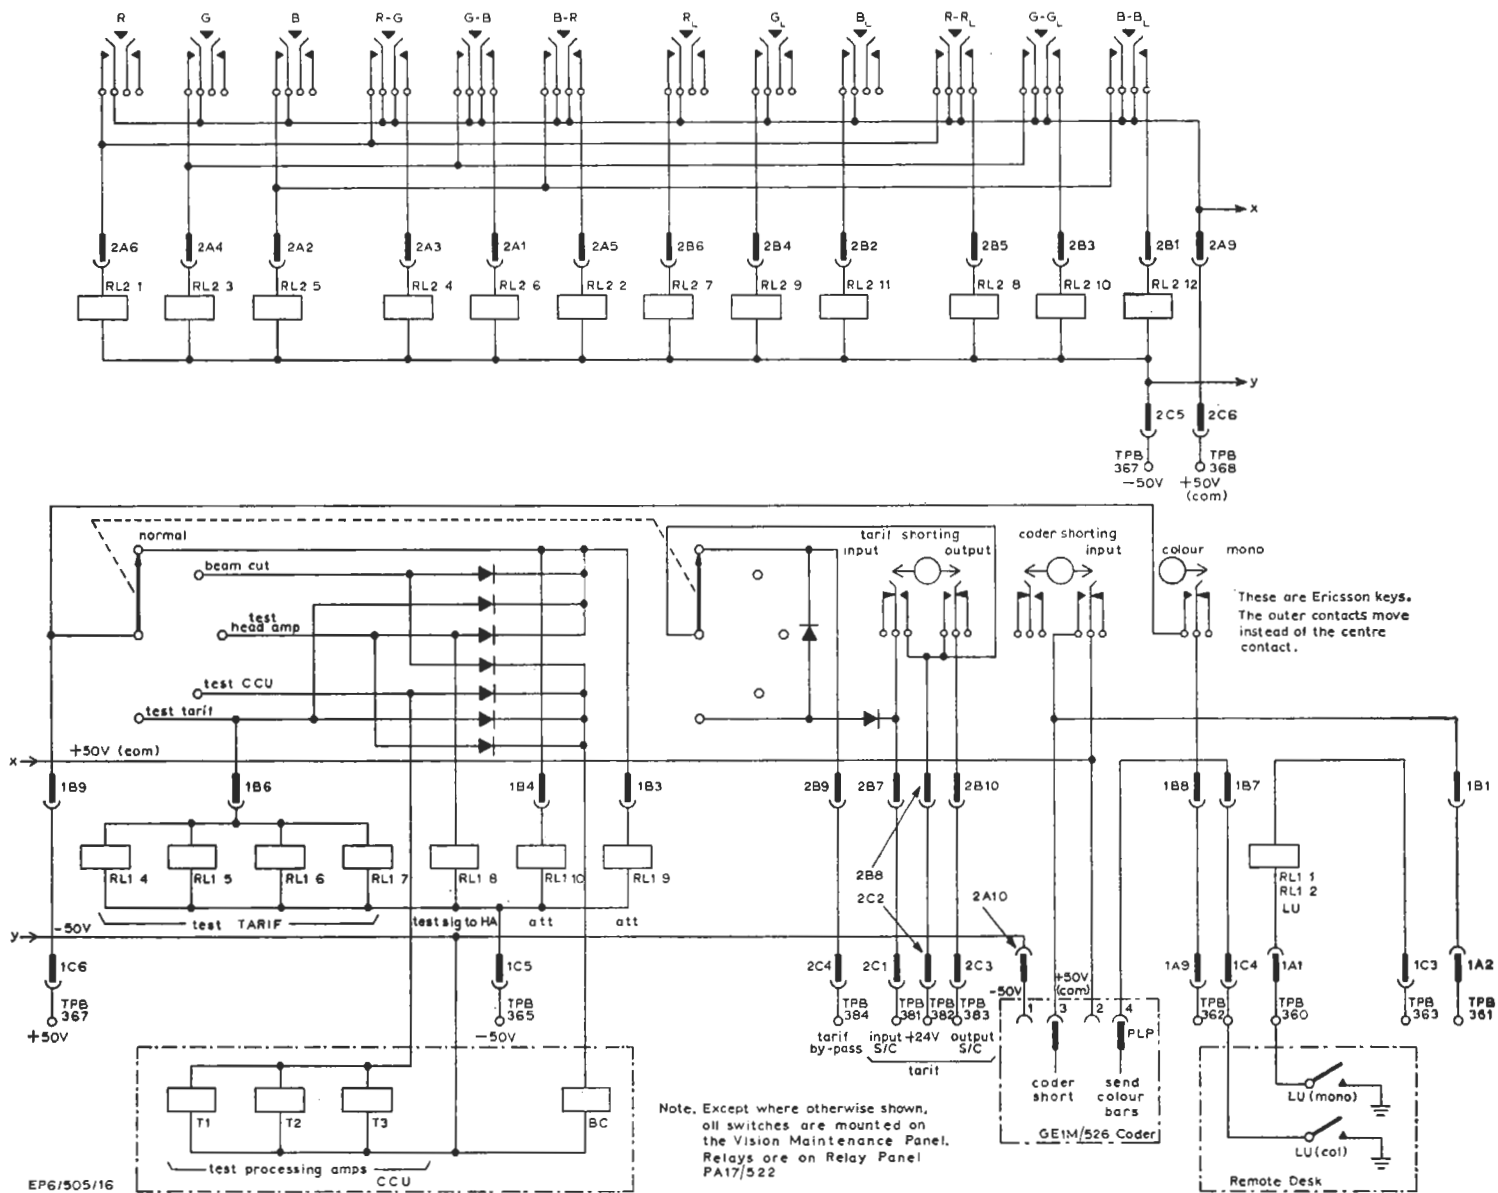 R G B R-G G-B B-R R_L G_L B_L R-R_L G-G_L B-B_L
x
2A6 2A4 2A2 2A3 2A1 2A5 2B6 2B4 2B2 2B5 2B3 2B1 2A9
RL2 1 RL2 3 RL2 5 RL2 4 RL2 6 RL2 2 RL2 7 RL2 9 RL2 11 RL2 8 RL2 10 RL2 12
y
2C5 2C6
TPB 367 TPB 368
-50V +50V
(com)
normal
tarif shorting
input output
coder shorting
input
colour mono
beam cut
These are Ericsson keys.
The outer contacts move
instead of the centre
contact.
test
head amp
test CCU
test tarif
x +50V (com)
1B9 1B6 1B4 1B3 2B9 2B7 2B10 1B8 1B7 1B1
RL1 4 RL1 5 RL1 6 RL1 7 RL1 8 RL1 10 RL1 9
2B8
RL1 1
RL1 2
LU
2C2 2A10
test TARIF test sig to HA att att
y -50V
1C6 1C5 2C4 2C1 2C3 1A9 1C4 1A1 1C3 1A2
-50V +50V
(com)
TPB 367 TPB 365 TPB 384 TPB 381 TPB 382 TPB 383 TPB 362 TPB 360 TPB 363 TPB 361
1 3 2 4
+50V -50V
PLP
tarif
by-pass
input
S/C
+24V
output
S/C
tarif
coder
short
send
colour
bars
GE1M/526 Coder
T1 T2 T3 BC
test processing amps
CCU
LU (mono)
LU (col)
Remote Desk
Note. Except where otherwise shown,
all switches are mounted on
the Vision Maintenance Panel.
Relays are on Relay Panel
PA17/522
EP6/505/16